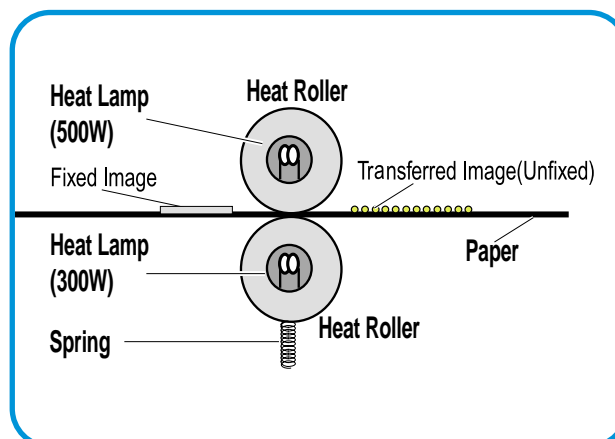 Heat Lamp
(500W)
Heat Roller
Fixed Image
Transferred Image(Unfixed)
Heat Lamp
(300W)
Paper
Spring
Heat Roller